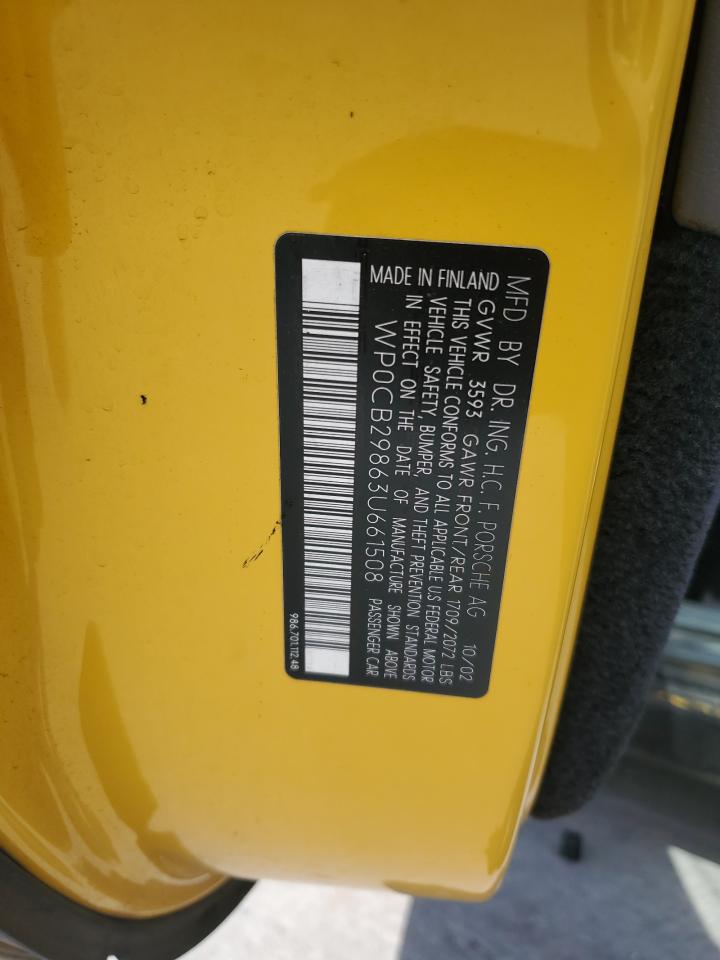 MFD BY DR. ING. H.C. F. PORSCHE AG 10/02
GVWR 3593 GAWR FRONT/REAR 1709/2072 LBS
THIS VEHICLE CONFORMS TO ALL APPLICABLE US FEDERAL MOTOR
VEHICLE SAFETY, BUMPER, AND THEFT PREVENTION STANDARDS
IN EFFECT ON THE DATE OF MANUFACTURE SHOWN ABOVE
MADE IN FINLAND WP0CB29863U661508 PASSENGER CAR
986.701.112.48